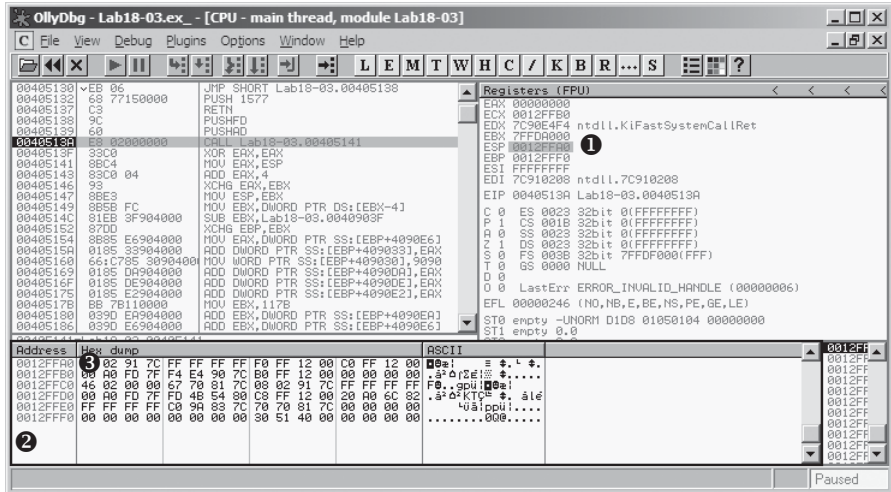 OllyDbg - Lab18-03.ex_ - [CPU - main thread, module Lab18-03]
C File View Debug Plugins Options Window Help
L E M T W H C / K B R ... S ?
00405130 EB 06 JMP SHORT Lab18-03.00405138
00405132 68 77150000 PUSH 1577
00405137 C3 RETN
00405138 9C PUSHFD
00405139 60 PUSHAD
0040513A E8 02000000 CALL Lab18-03.00405141
0040513F 33C0 XOR EAX,EAX
00405141 8BC4 MOV EAX,ESP
00405143 83C0 04 ADD EAX,4
00405146 93 XCHG EAX,EBX
00405147 8BE3 MOV ESP,EBX
00405149 8B5B FC MOV EBX,DWORD PTR DS:[EBX-4]
0040514C 81EB 3F904000 SUB EBX,Lab18-03.0040903F
00405152 87DD XCHG EBP,EBX
00405154 8B85 E6904000 MOV EAX,DWORD PTR SS:[EBP+4090E6]
0040515A 0185 33904000 ADD DWORD PTR SS:[EBP+409033],EAX
00405160 66:C785 30904000 MOV WORD PTR SS:[EBP+409030],9090
00405169 0185 DA904000 ADD DWORD PTR SS:[EBP+4090DA],EAX
0040516F 0185 DE904000 ADD DWORD PTR SS:[EBP+4090DE],EAX
00405175 0185 E2904000 ADD DWORD PTR SS:[EBP+4090E2],EAX
0040517B BB 7B110000 MOV EBX,117B
00405180 039D EA904000 ADD EBX,DWORD PTR SS:[EBP+4090EA]
00405186 039D E6904000 ADD EBX,DWORD PTR SS:[EBP+4090E6]
Registers (FPU) < < < <
EAX 00000000
ECX 0012FFB0
EDX 7C90E4F4 ntdll.KiFastSystemCallRet
EBX 7FFDA000
ESP 0012FFA0 1
EBP 0012FFF0
ESI FFFFFFFF
EDI 7C910208 ntdll.7C910208
EIP 0040513A Lab18-03.0040513A
C 0 ES 0023 32bit 0(FFFFFFFF)
P 1 CS 001B 32bit 0(FFFFFFFF)
A 0 SS 0023 32bit 0(FFFFFFFF)
Z 1 DS 0023 32bit 0(FFFFFFFF)
S 0 FS 003B 32bit 7FFDF000(FFF)
T 0 GS 0000 NULL
D 0
O 0 LastErr ERROR_INVALID_HANDLE (00000006)
EFL 00000246 (NO,NB,E,BE,NS,PE,GE,LE)
ST0 empty -UNORM D1D8 01050104 00000000
ST1 empty 0.0
Address Hex dump ASCII
0012FFA0 3 02 91 7C FF FF FF FF F0 FF 12 00 C0 FF 12 00
0012FFB0 00 A0 FD 7F F4 E4 90 7C B0 FF 12 00 00 00 00 00
0012FFC0 46 02 00 00 67 70 81 7C 08 02 91 7C FF FF FF FF
0012FFD0 00 A0 FD 7F FD 4B 54 80 C8 FF 12 00 20 A0 6C 82
0012FFE0 FF FF FF FF C0 9A 83 7C 70 70 81 7C 00 00 00 00
0012FFF0 00 00 00 00 00 00 00 00 30 51 40 00 00 00 00 00 ........0Q@.....
2
0012FF
0012FF
0012FF
0012FF
0012FF
0012FF
0012FF
0012FF
0012FF
Paused